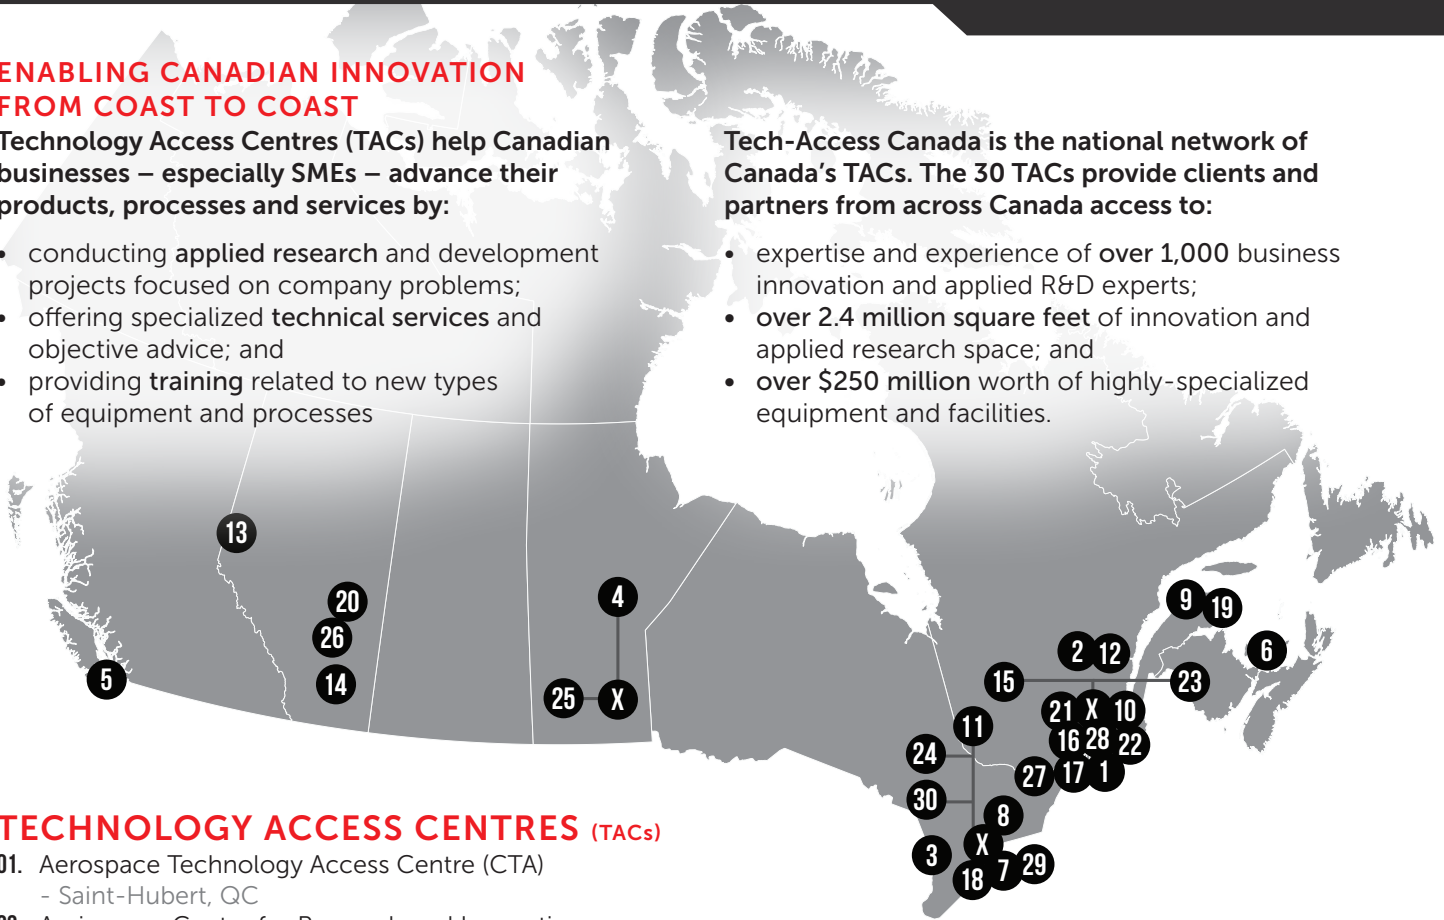 ENABLING CANADIAN INNOVATION
FROM COAST TO COAST
Technology Access Centres (TACs) help Canadian
businesses – especially SMEs – advance their
products, processes and services by:
• conducting applied research and development
projects focused on company problems;
• offering specialized technical services and
objective advice; and
• providing training related to new types
of equipment and processes
Tech-Access Canada is the national network of
Canada's TACs. The 30 TACs provide clients and
partners from across Canada access to:
• expertise and experience of over 1,000 business
innovation and applied R&D experts;
• over 2.4 million square feet of innovation and
applied research space; and
• over $250 million worth of highly-specialized
equipment and facilities.
13
20
26
14
5
4
25 X
9 19
6
2 12
15 23
21 X 10
16 28 22
27 17 1
11
24
30
8
X
3
18 7 29
TECHNOLOGY ACCESS CENTRES (TACs)
01. Aerospace Technology Access Centre (CTA)
- Saint-Hubert, QC